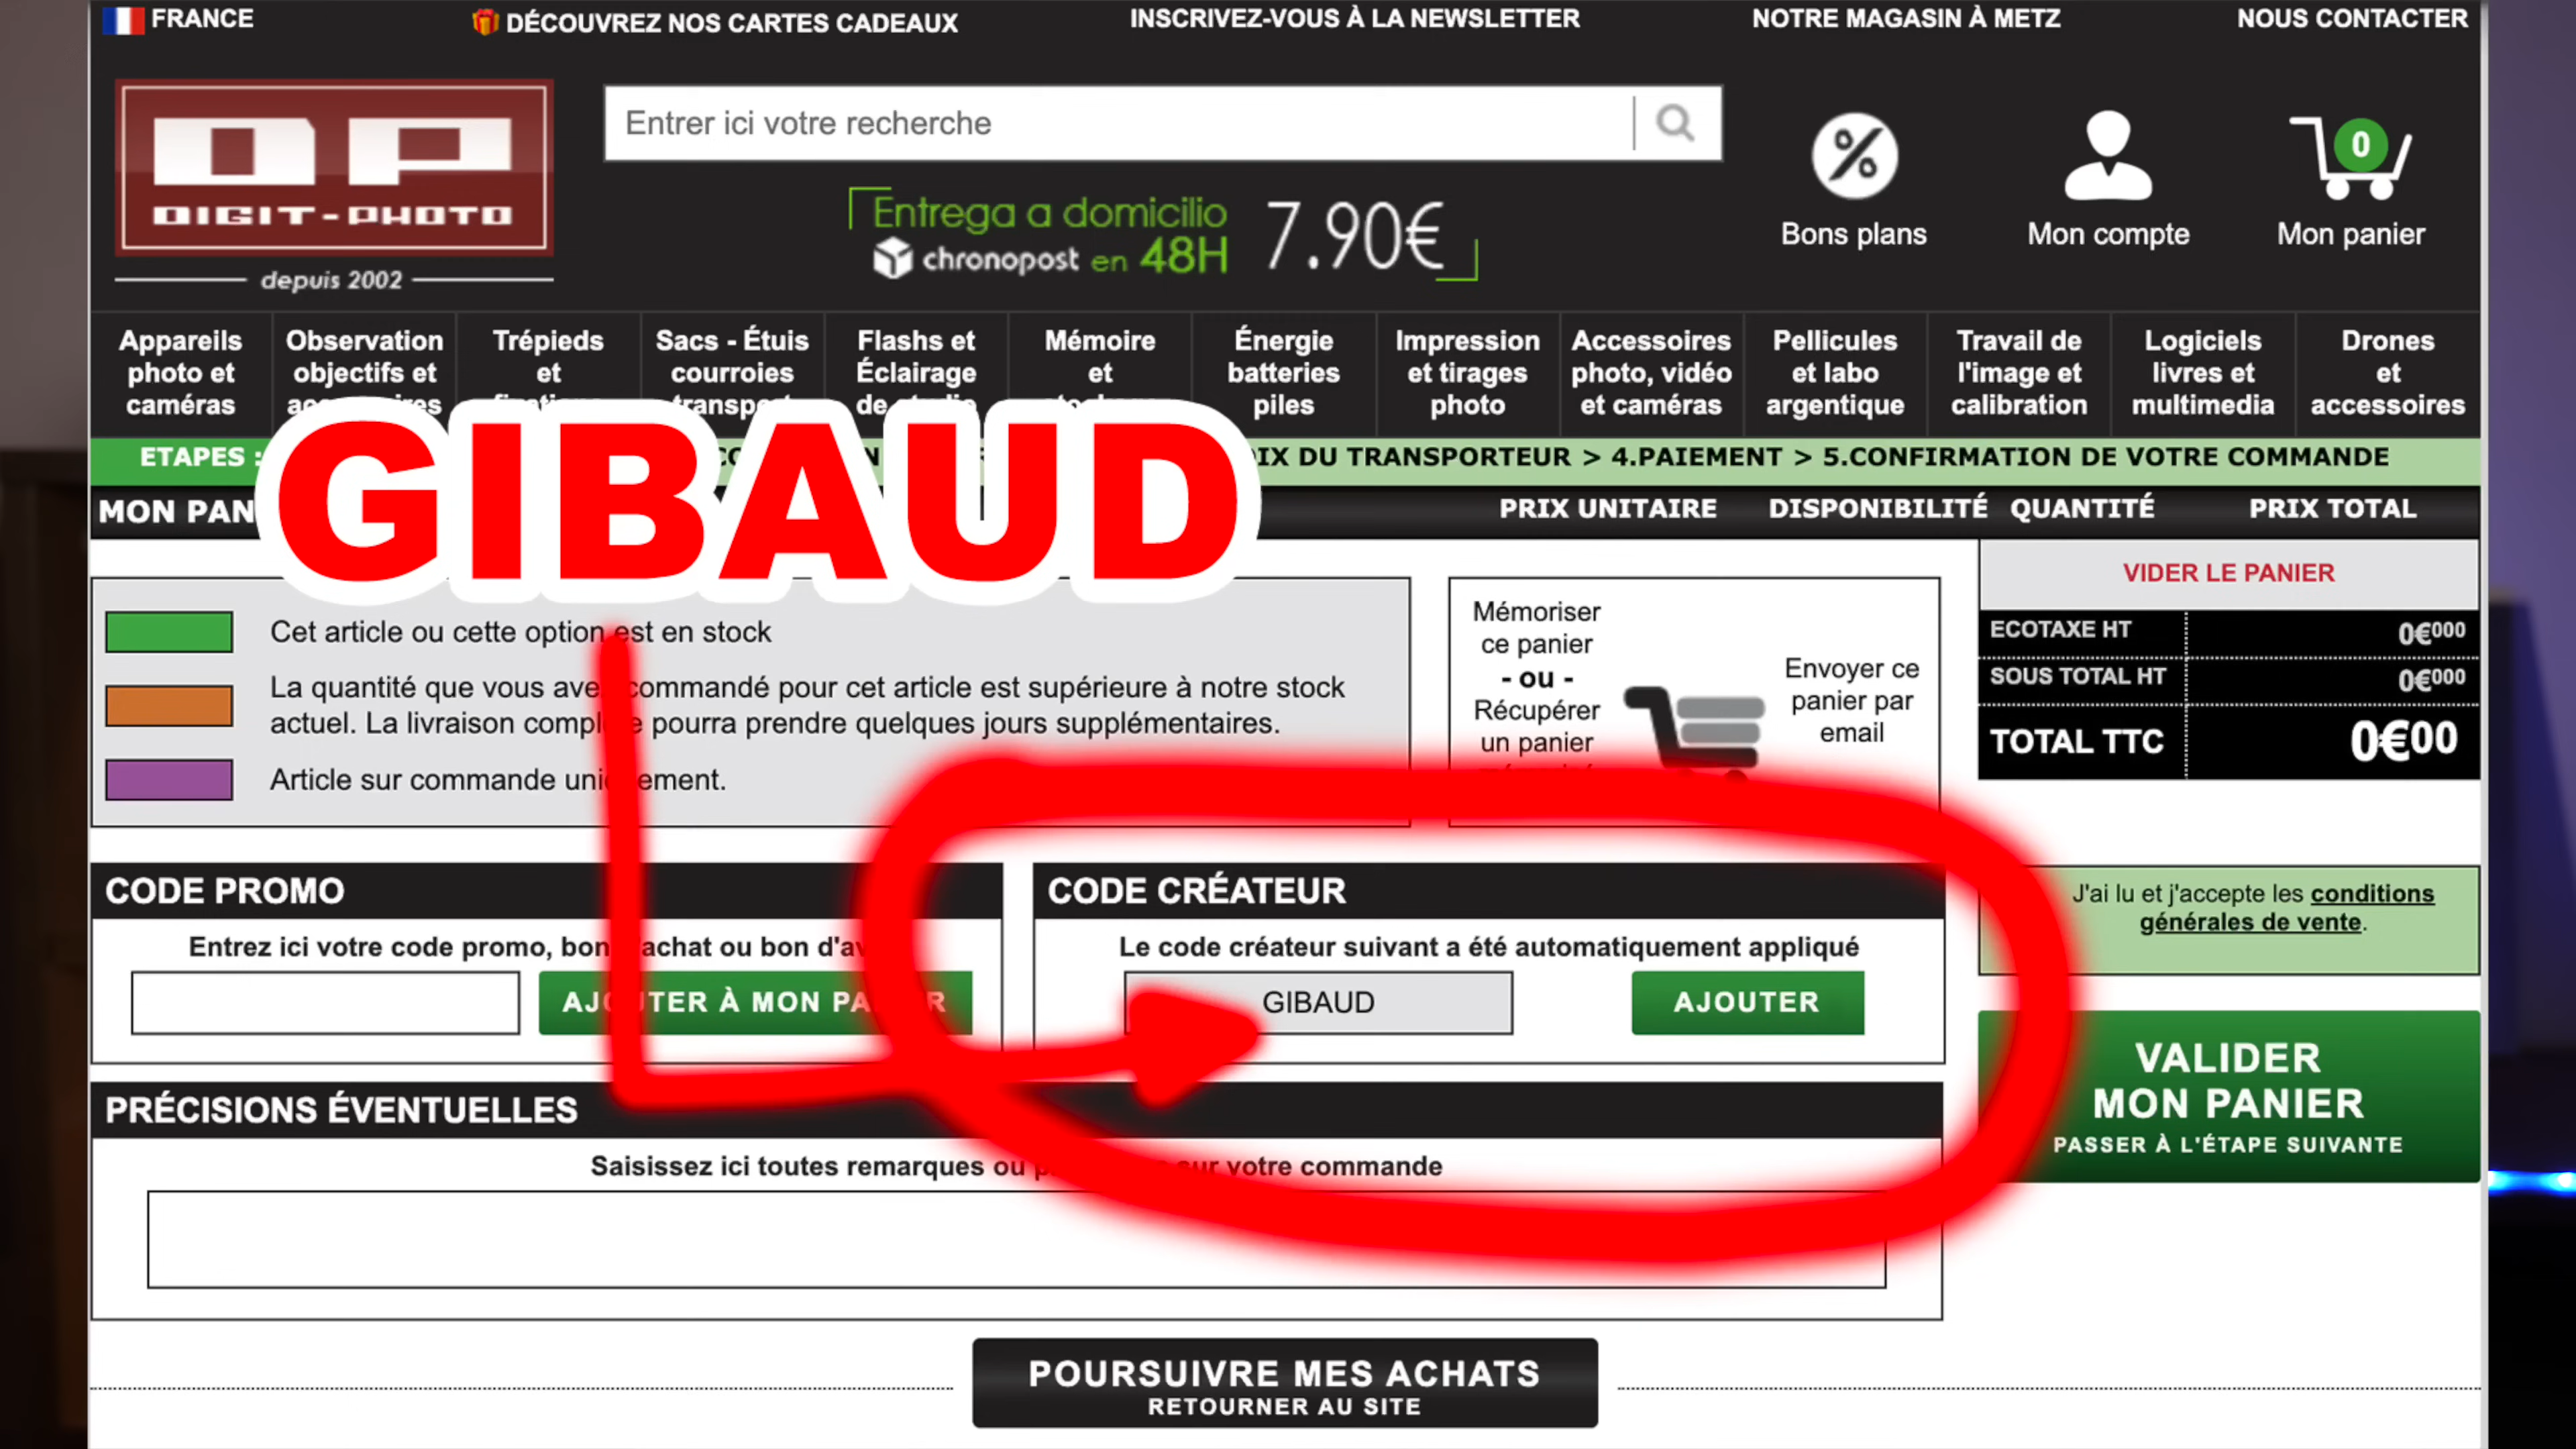 FRANCE
DÉCOUVREZ NOS CARTES CADEAUX
INSCRIVEZ-VOUS À LA NEWSLETTER
NOTRE MAGASIN À METZ
NOUS CONTACTER
DP
DIGIT-PHOTO
depuis 2002
Entrer ici votre recherche
Entrega a domicilio
chronopost en 48H
7.90€
%
Bons plans
Mon compte
0
Mon panier
Appareils
photo et
caméras
Observation
objectifs et
Trépieds
et
Sacs - Étuis
courroies
Flashs et
Éclairage
de
Mémoire
et
Énergie
batteries
piles
Impression
et tirages
photo
Accessoires
photo, vidéo
et caméras
Pellicules
et labo
argentique
Travail de
l'image et
calibration
Logiciels
livres et
multimedia
Drones
et
accessoires
ETAPES :
DU TRANSPORTEUR > 4.PAIEMENT > 5.CONFIRMATION DE VOTRE COMMANDE
GIBAUD
MON
PRIX UNITAIRE
DISPONIBILITÉ
QUANTITÉ
PRIX TOTAL
Cet article ou cette option est en stock
La quantité que vous avez commandé pour cet article est supérieure à notre stock
actuel. La livraison complète pourra prendre quelques jours supplémentaires.
Article sur commande uniquement.
Mémoriser
ce panier
- ou -
Récupérer
un panier
Envoyer ce
panier par
email
VIDER LE PANIER
ECOTAXE HT 0€000
SOUS TOTAL HT 0€000
TOTAL TTC 0€00
CODE PROMO
Entrez ici votre code promo, bon d'achat ou bon
AJOUTER À MON PANIER
CODE CRÉATEUR
Le code créateur suivant a été automatiquement appliqué
GIBAUD
AJOUTER
J'ai lu et j'accepte les conditions
générales de vente.
VALIDER
MON PANIER
PASSER À L'ÉTAPE SUIVANTE
PRÉCISIONS ÉVENTUELLES
Saisissez ici toutes remarques ou sur votre commande
POURSUIVRE MES ACHATS
RETOURNER AU SITE